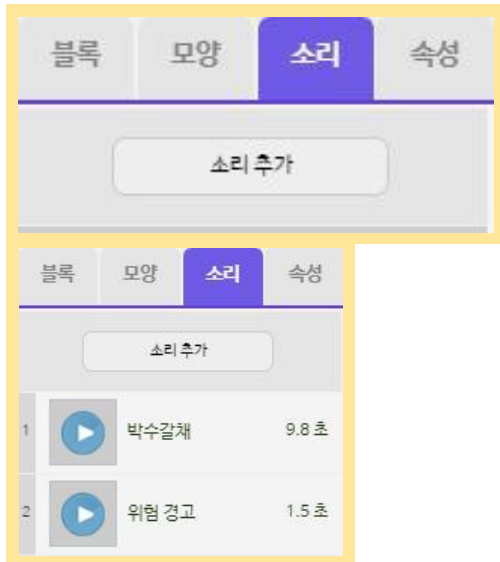 블록 모양 소리 속성
소리 추가
블록 모양 소리 속성
소리 추가
1 박수갈채 9.8 초
2 위험 경고 1.5 초